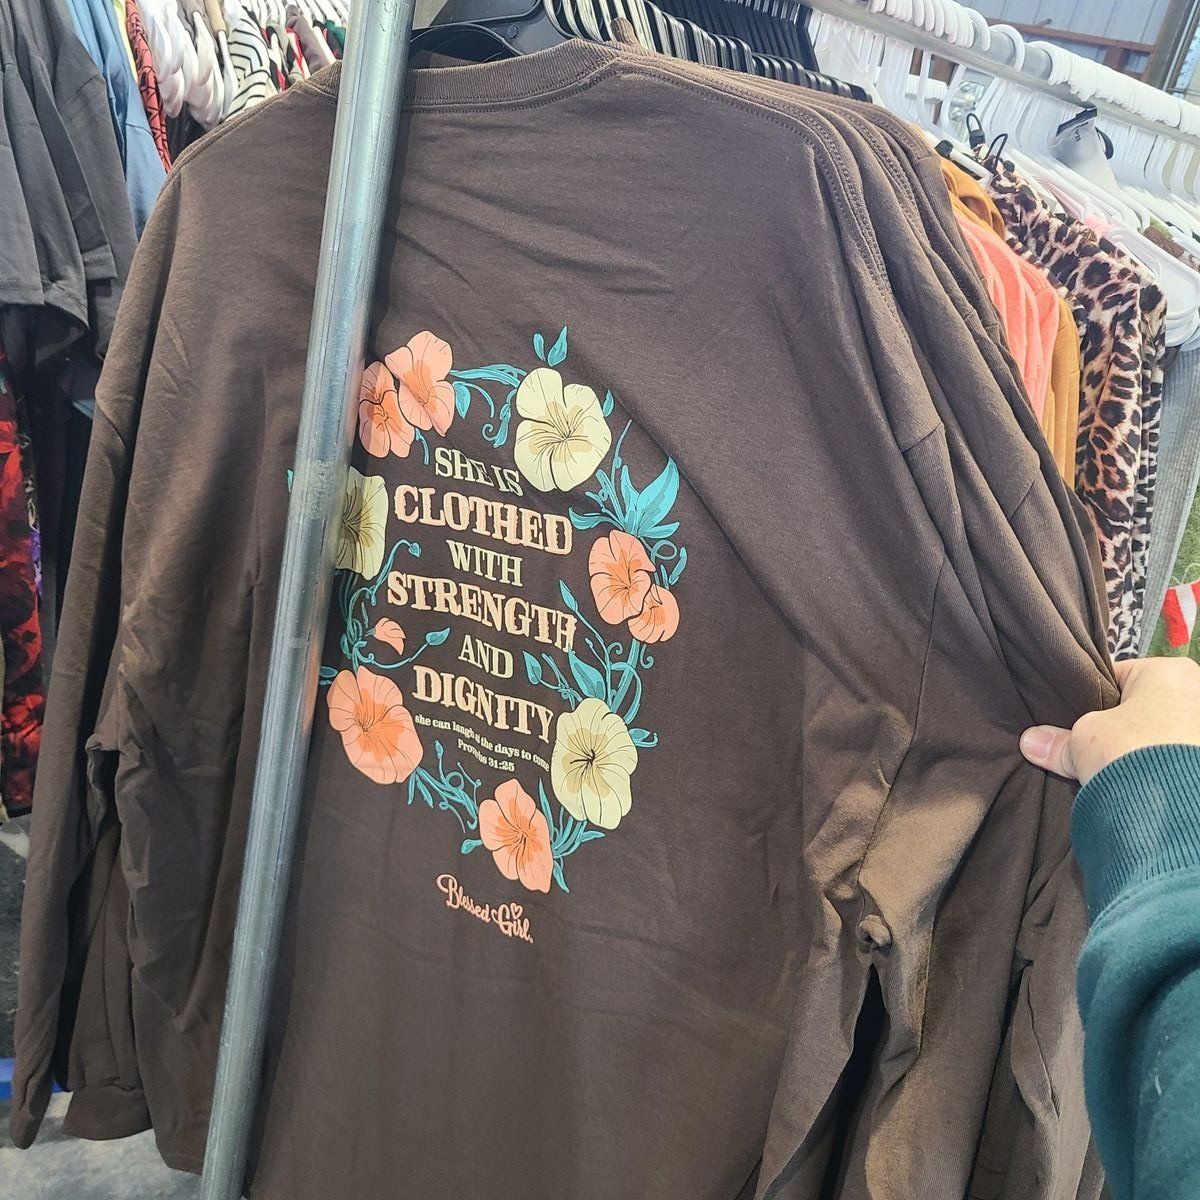 SHE IS
CLOTHED
WITH
STRENGTH
AND
DIGNITY
she can laugh at the days to come
Proverbs 31:25
Blessed Girl.